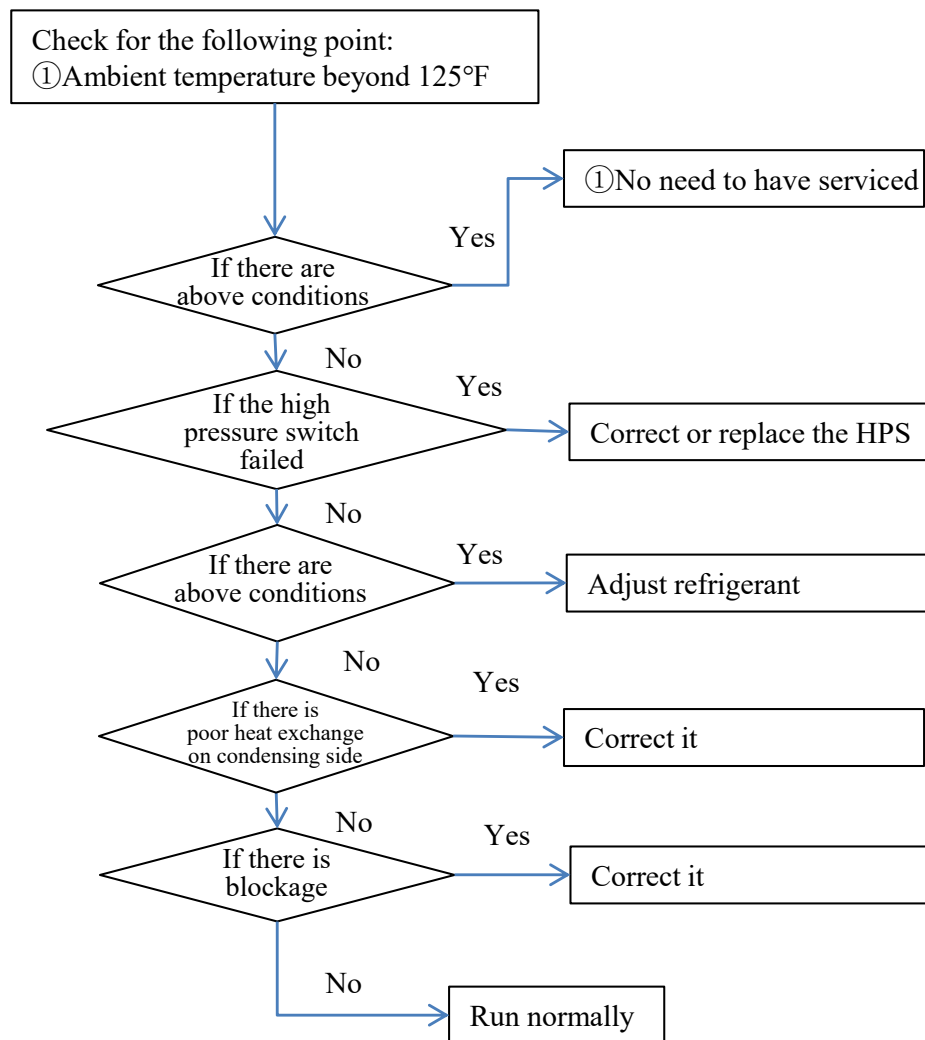 Check for the following point:
①Ambient temperature beyond 125°F
①No need to have serviced
Yes
If there are
above conditions
No
Yes
If the high
pressure switch
failed
Correct or replace the HPS
No
Yes
If there are
above conditions
Adjust refrigerant
No
Yes
If there is
poor heat exchange
on condensing side
Correct it
No
Yes
If there is
blockage
Correct it
No
Run normally